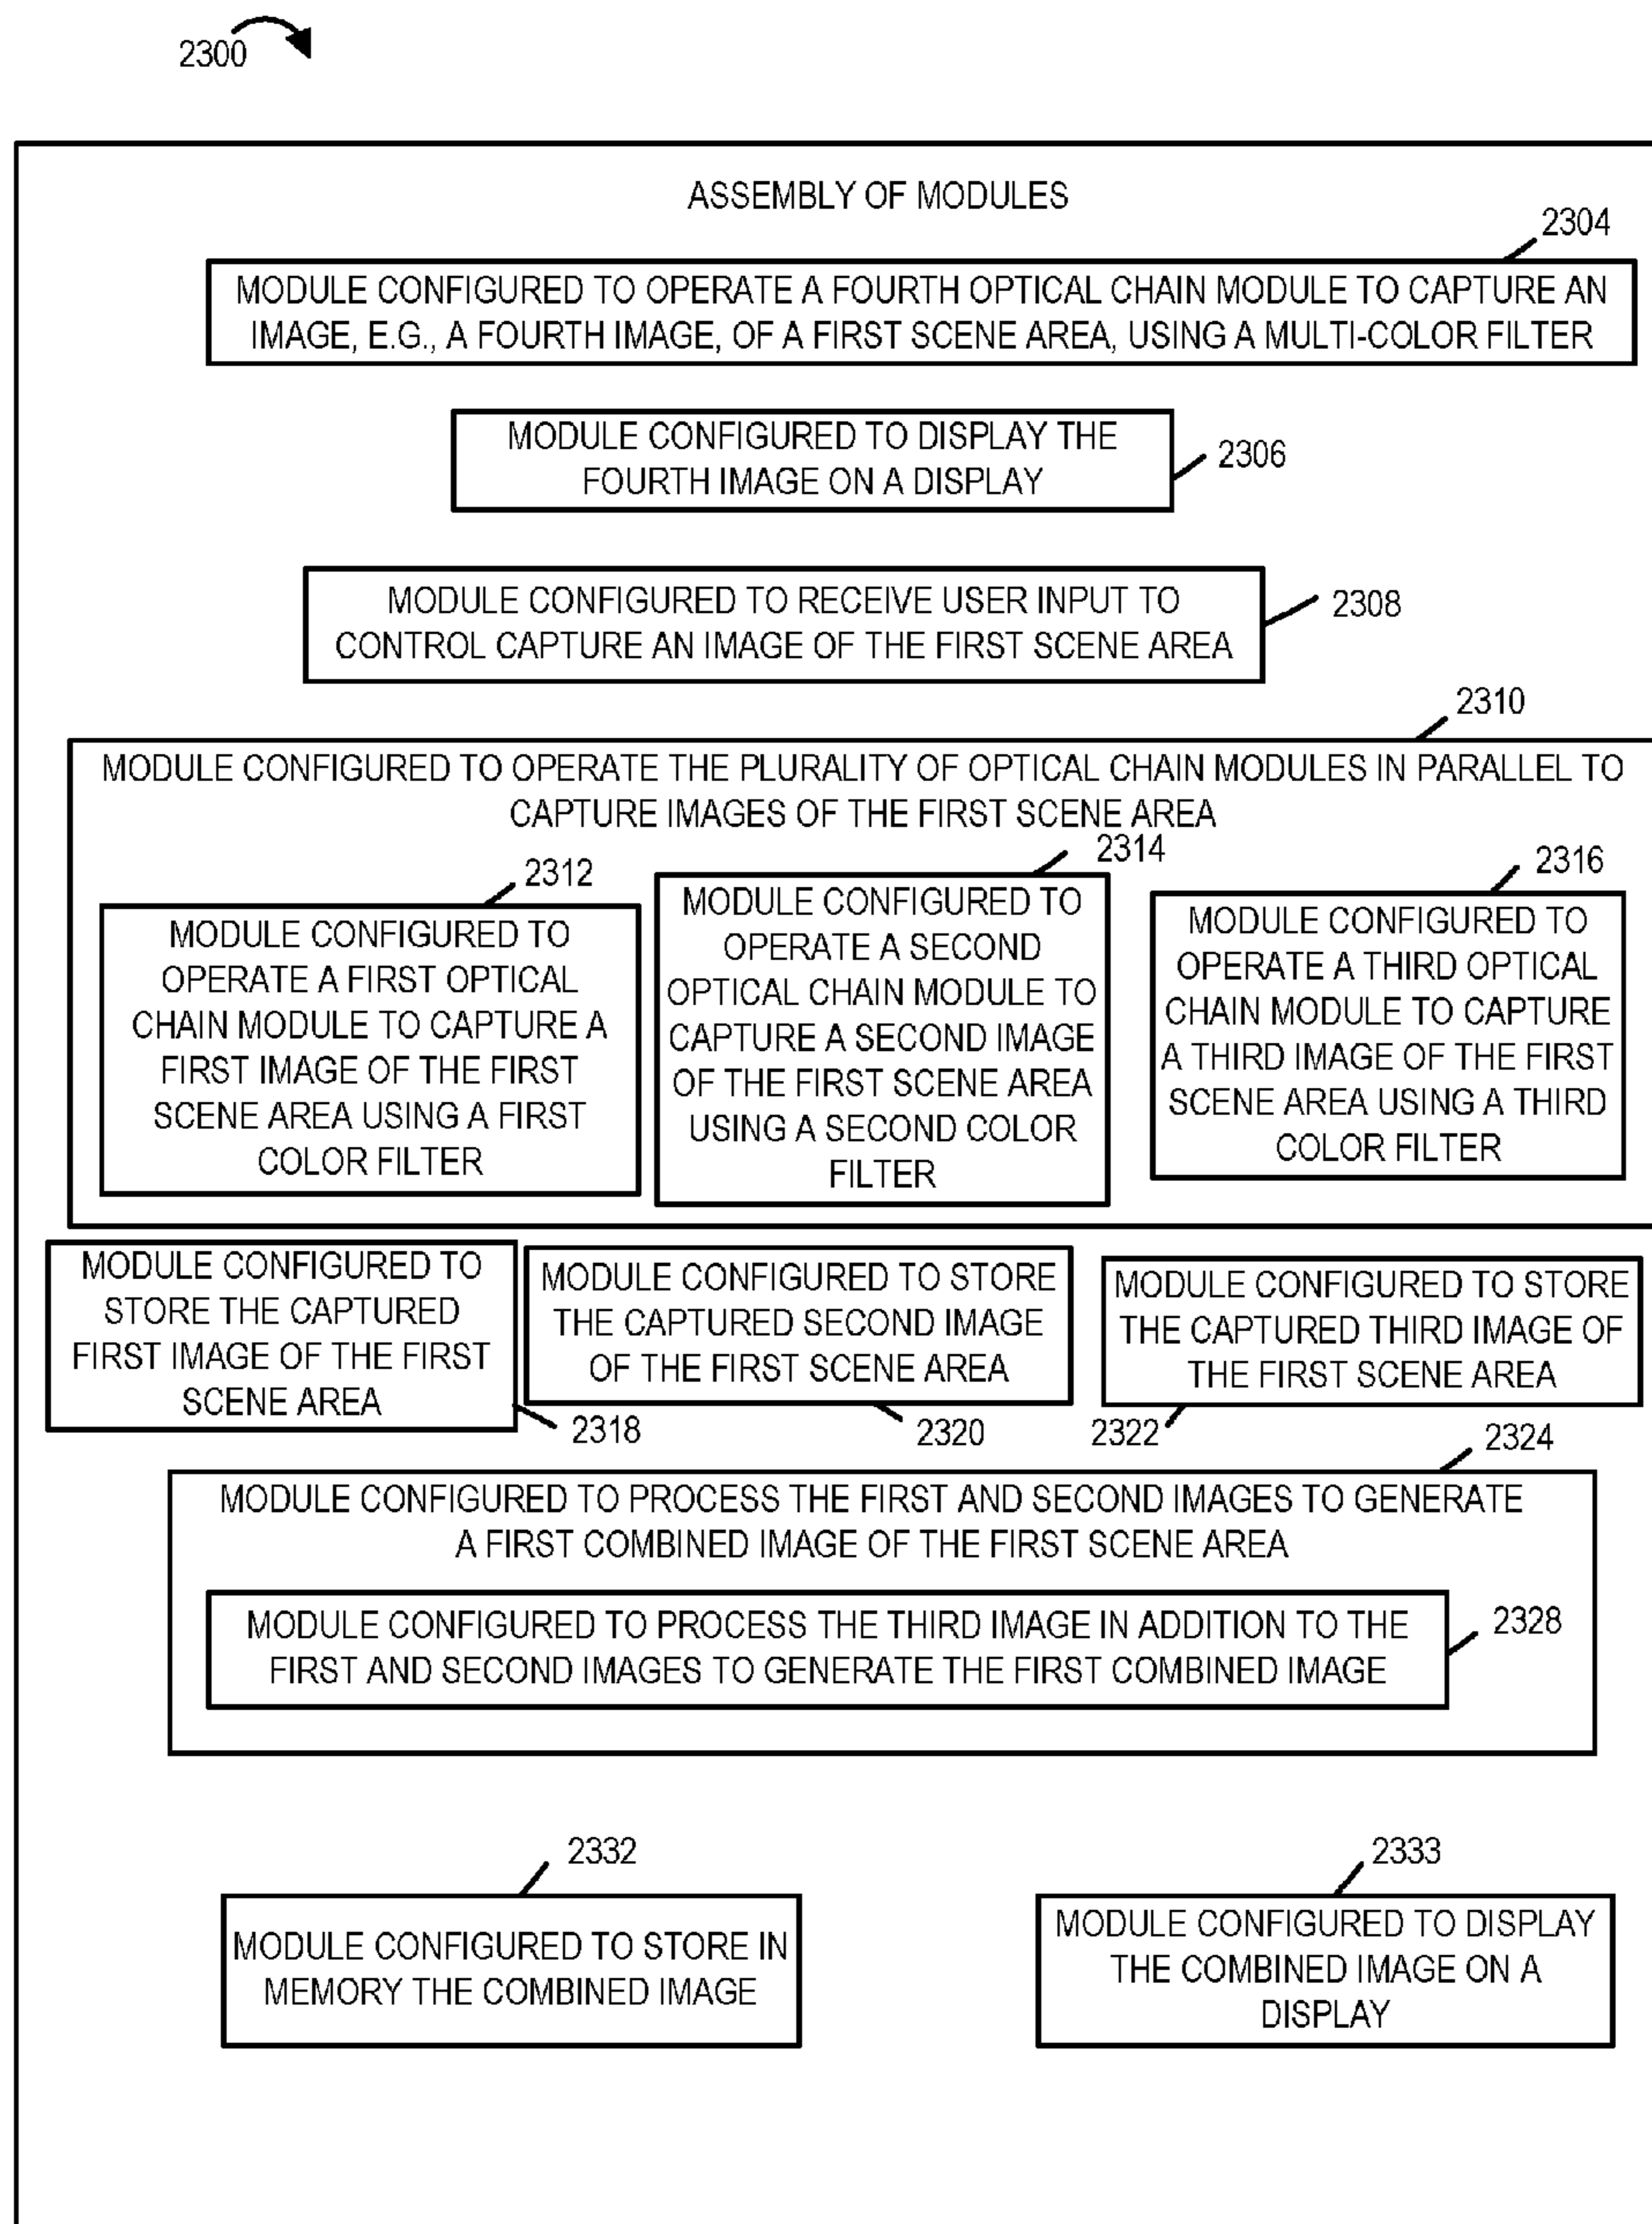 2300
ASSEMBLY OF MODULES
2304
MODULE CONFIGURED TO OPERATE A FOURTH OPTICAL CHAIN MODULE TO CAPTURE AN
IMAGE, E.G., A FOURTH IMAGE, OF A FIRST SCENE AREA, USING A MULTI-COLOR FILTER
MODULE CONFIGURED TO DISPLAY THE
FOURTH IMAGE ON A DISPLAY
2306
MODULE CONFIGURED TO RECEIVE USER INPUT TO
CONTROL CAPTURE AN IMAGE OF THE FIRST SCENE AREA
2308
2310
MODULE CONFIGURED TO OPERATE THE PLURALITY OF OPTICAL CHAIN MODULES IN PARALLEL TO
CAPTURE IMAGES OF THE FIRST SCENE AREA
2312
MODULE CONFIGURED TO
OPERATE A FIRST OPTICAL
CHAIN MODULE TO CAPTURE A
FIRST IMAGE OF THE FIRST
SCENE AREA USING A FIRST
COLOR FILTER
2314
MODULE CONFIGURED TO
OPERATE A SECOND
OPTICAL CHAIN MODULE TO
CAPTURE A SECOND IMAGE
OF THE FIRST SCENE AREA
USING A SECOND COLOR
FILTER
2316
MODULE CONFIGURED TO
OPERATE A THIRD OPTICAL
CHAIN MODULE TO CAPTURE
A THIRD IMAGE OF THE FIRST
SCENE AREA USING A THIRD
COLOR FILTER
MODULE CONFIGURED TO
STORE THE CAPTURED
FIRST IMAGE OF THE FIRST
SCENE AREA
2318
MODULE CONFIGURED TO STORE
THE CAPTURED SECOND IMAGE
OF THE FIRST SCENE AREA
2320
MODULE CONFIGURED TO STORE
THE CAPTURED THIRD IMAGE OF
THE FIRST SCENE AREA
2322
2324
MODULE CONFIGURED TO PROCESS THE FIRST AND SECOND IMAGES TO GENERATE
A FIRST COMBINED IMAGE OF THE FIRST SCENE AREA
MODULE CONFIGURED TO PROCESS THE THIRD IMAGE IN ADDITION TO THE
FIRST AND SECOND IMAGES TO GENERATE THE FIRST COMBINED IMAGE
2328
2332
MODULE CONFIGURED TO STORE IN
MEMORY THE COMBINED IMAGE
2333
MODULE CONFIGURED TO DISPLAY
THE COMBINED IMAGE ON A
DISPLAY